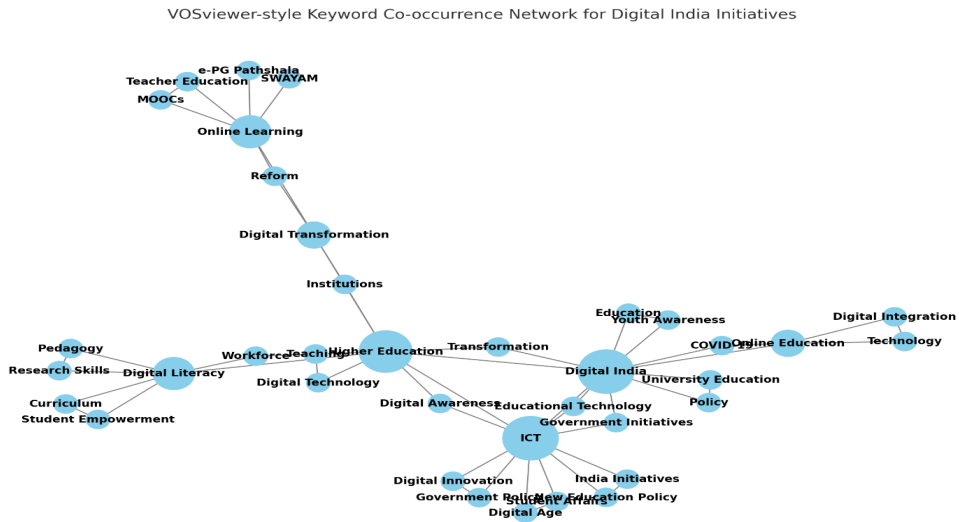 VOSviewer-style Keyword Co-occurrence Network for Digital India Initiatives
e-PG Pathshala
SWAYAM
Teacher Education
MOOCs
Online Learning
Reform
Digital Transformation
Institutions
Education
Youth Awareness
Digital Integration
Technology
COVID-19
Online Education
Pedagogy
Workforce
Teaching
Higher Education
Transformation
Research Skills
Digital Literacy
Digital India
Digital Technology
University Education
Curriculum
Student Empowerment
Digital Awareness
Educational Technology
Policy
Government Initiatives
ICT
Digital Innovation
India Initiatives
Government Policy
New Education Policy
Student Affairs
Digital Age